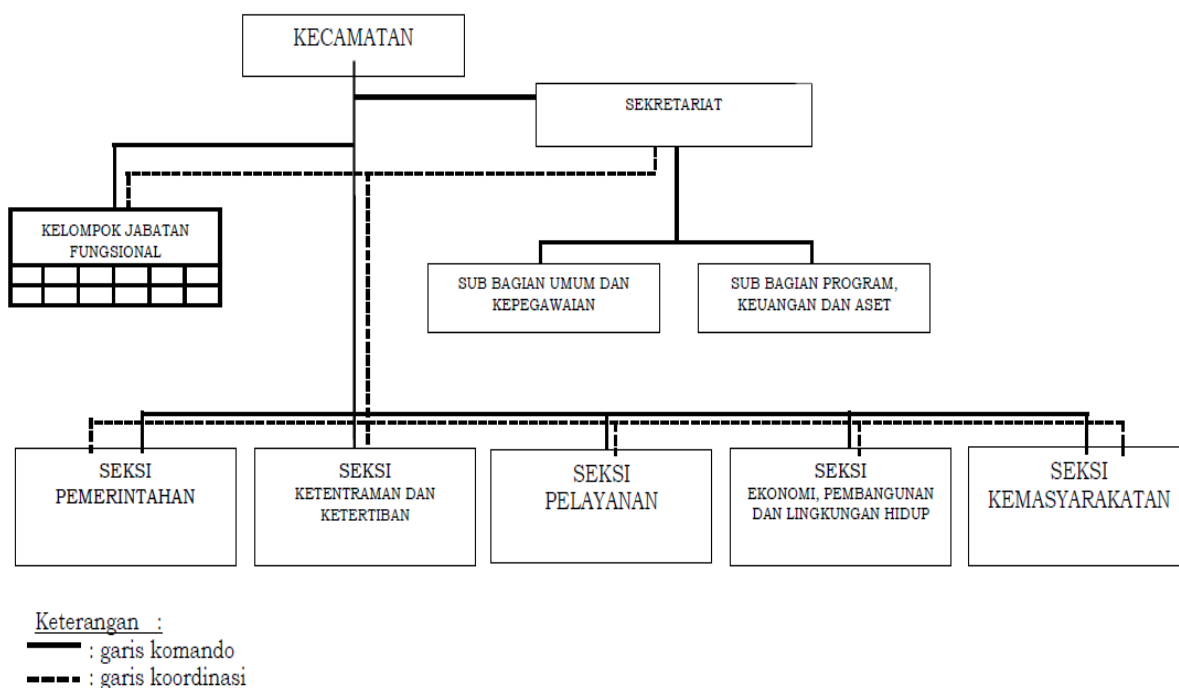 KECAMATAN
SEKRETARIAT
KELOMPOK JABATAN
FUNGSIONAL
SUB BAGIAN UMUM DAN
KEPEGAWAIAN
SUB BAGIAN PROGRAM,
KEUANGAN DAN ASET
SEKSI
PEMERINTAHAN
SEKSI
KETENTRAMAN DAN
KETERTIBAN
SEKSI
PELAYANAN
SEKSI
EKONOMI, PEMBANGUNAN
DAN LINGKUNGAN HIDUP
SEKSI
KEMASYARAKATAN
Keterangan :
: garis komando
: garis koordinasi